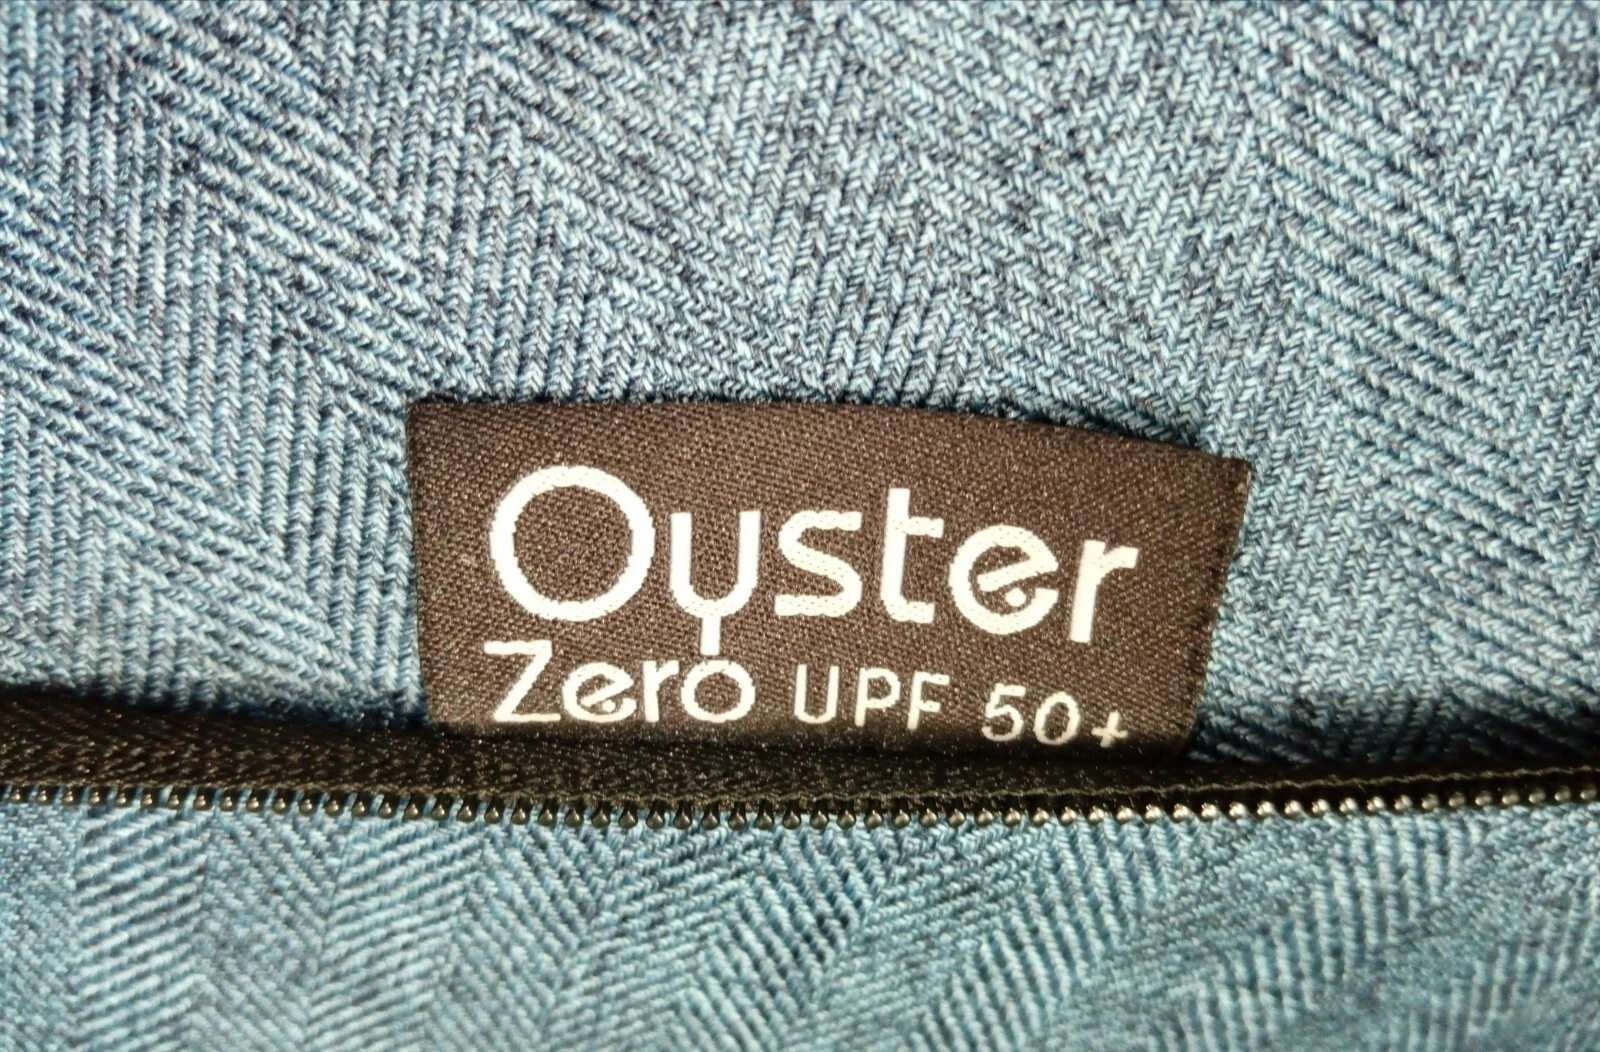 Oyster
Zero UPF 50+